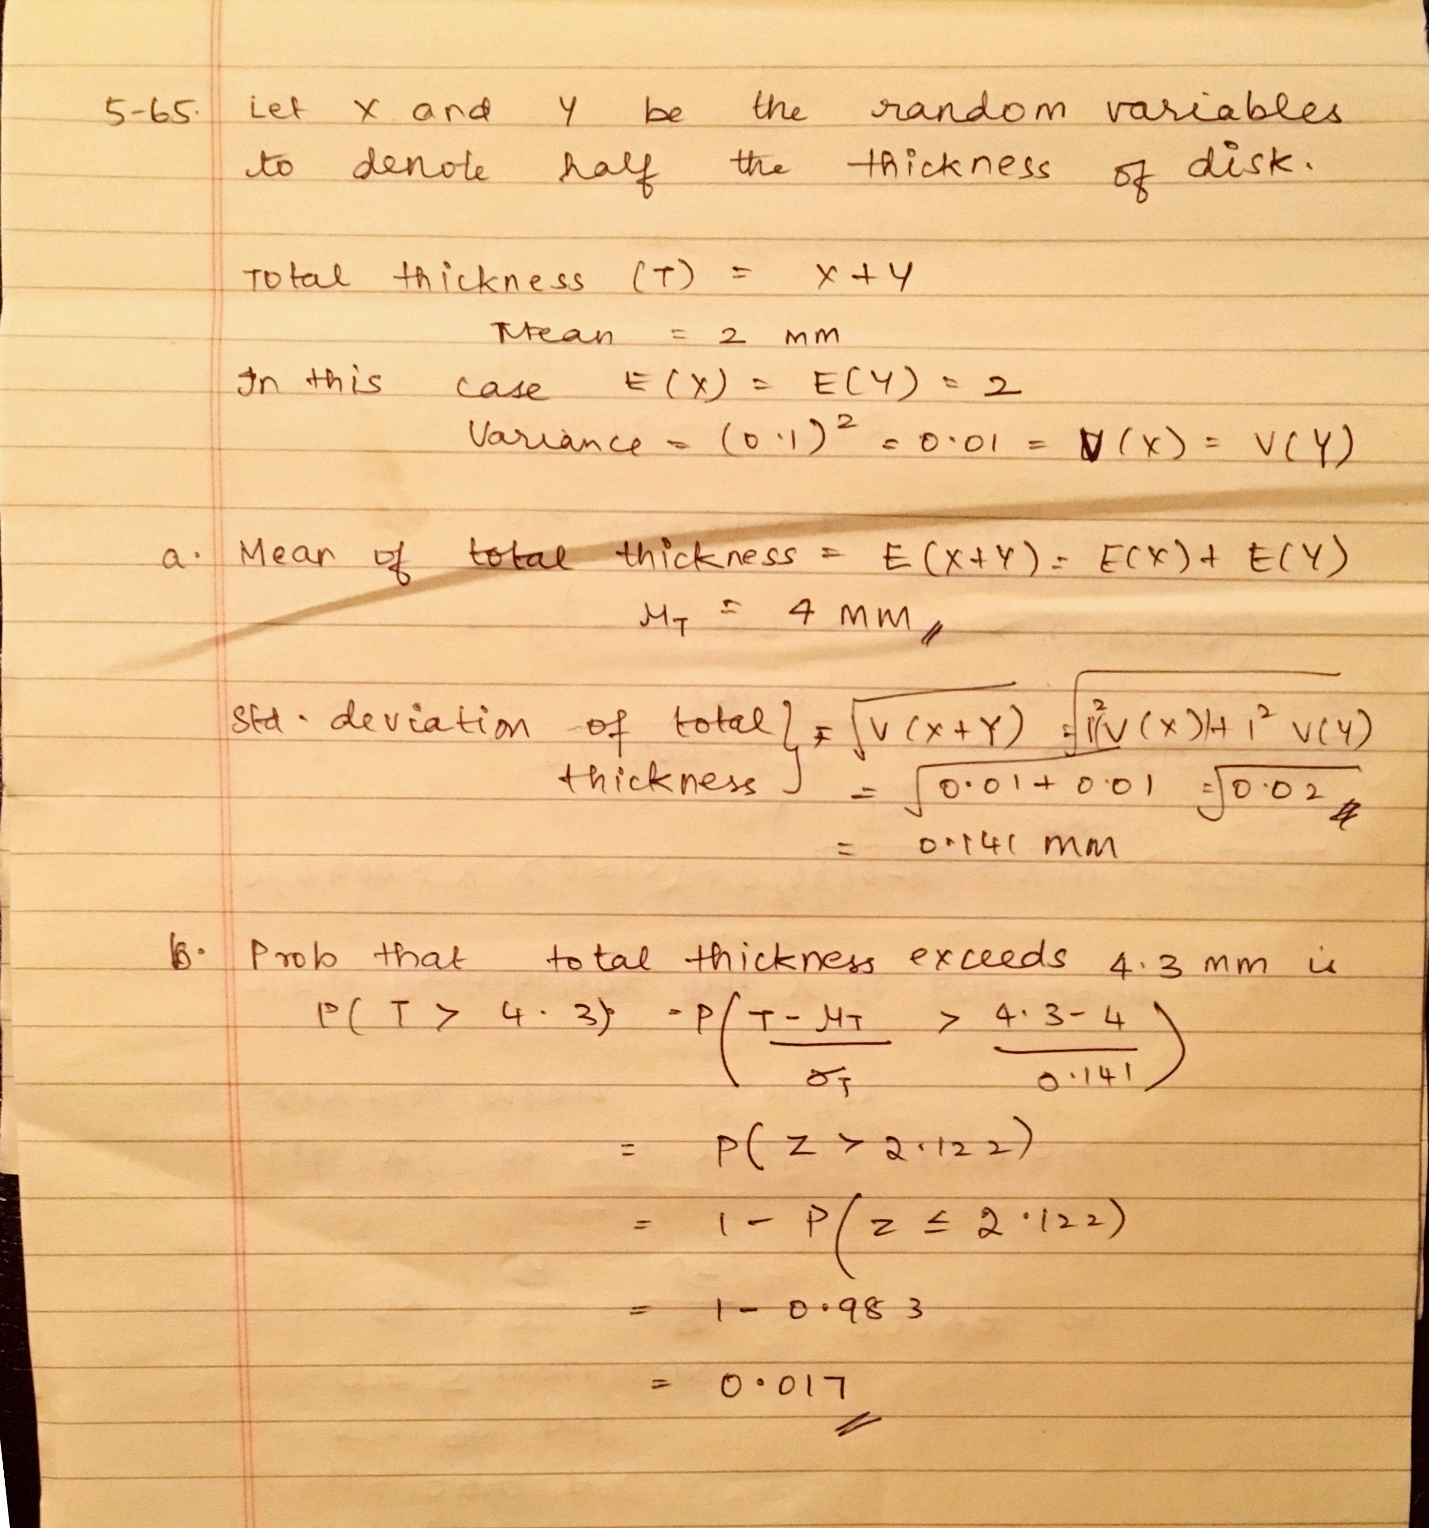 5-65. Let X and Y be the random variables
to denote half the thickness of disk.
Total thickness (T) = X + Y
Mean = 2 mm
In this case E(X) = E(Y) = 2
Variance = (0.1)² = 0.01 = V(X) = V(Y)
a. Mean of total thickness = E(X+Y) = E(X) + E(Y)
μT = 4 mm
Std. deviation of total thickness } = √V(X+Y) = √1²V(X) + 1² V(Y)
= √0.01 + 0.01 = √0.02
= 0.141 mm
b. Prob that total thickness exceeds 4.3 mm is
P(T > 4.3) = P(T - μT / σT > 4.3 - 4 / 0.141)
= P(Z > 2.122)
= 1 - P(Z ≤ 2.122)
= 1 - 0.983
= 0.017